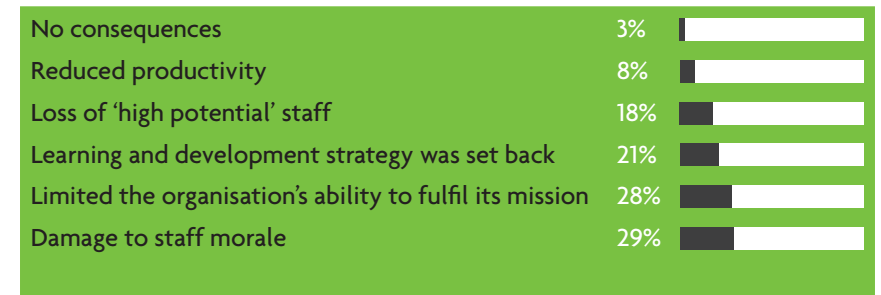 No consequences 3%
Reduced productivity 8%
Loss of ‘high potential’ staff 18%
Learning and development strategy was set back 21%
Limited the organisation’s ability to fulfil its mission 28%
Damage to staff morale 29%